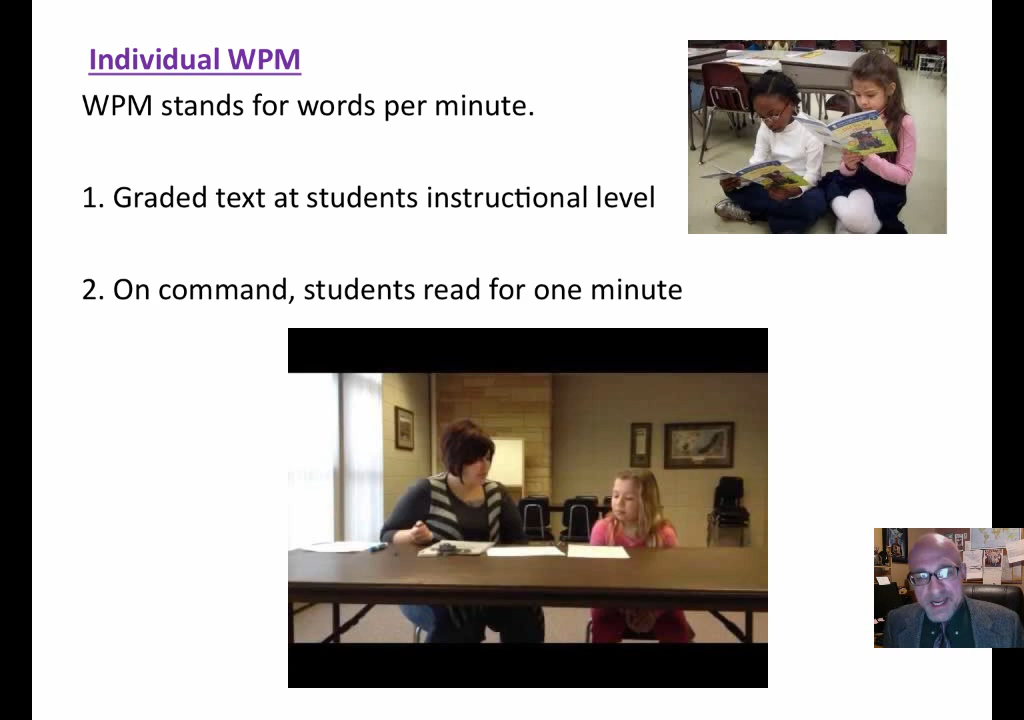 Individual WPM
WPM stands for words per minute.
1. Graded text at students instructional level
2. On command, students read for one minute